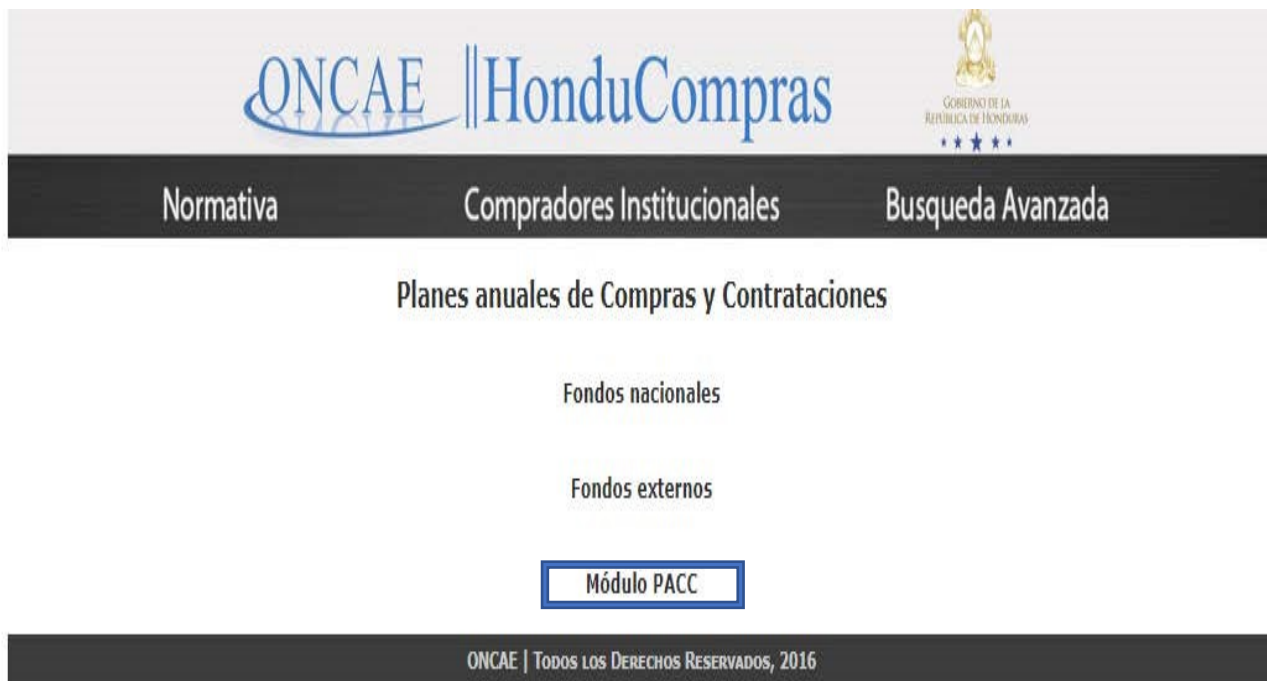 ONCAE ||HonduCompras
GOBIERNO DE LA
REPÚBLICA DE HONDURAS
Normativa Compradores Institucionales Busqueda Avanzada
Planes anuales de Compras y Contrataciones
Fondos nacionales
Fondos externos
Módulo PACC
ONCAE | TODOS LOS DERECHOS RESERVADOS, 2016